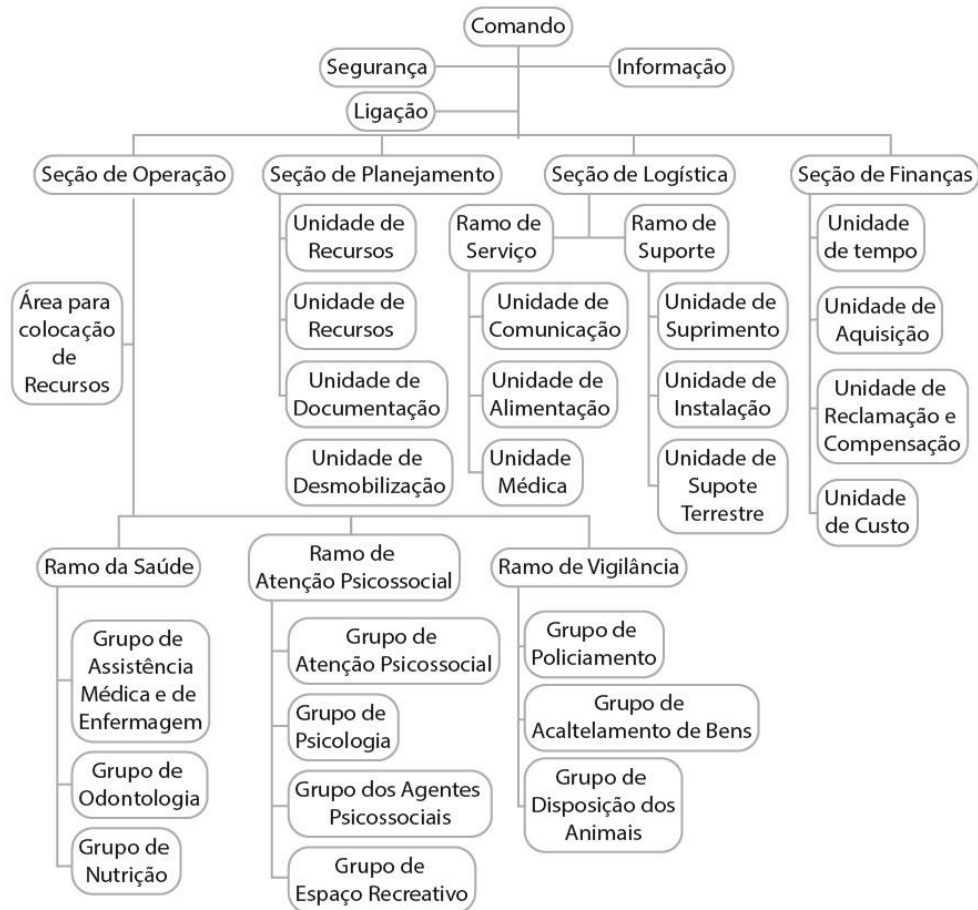 Comando
Segurança
Informação
Ligação
Seção de Operação
Seção de Planejamento
Seção de Logística
Seção de Finanças
Área para
colocação
de
Recursos
Unidade de
Recursos
Unidade de
Recursos
Unidade de
Documentação
Unidade de
Desmobilização
Ramo de
Serviço
Unidade de
Comunicação
Unidade de
Alimentação
Unidade
Médica
Ramo de
Suporte
Unidade de
Suprimento
Unidade de
Instalação
Unidade de
Supote
Terrestre
Unidade
de tempo
Unidade de
Aquisição
Unidade de
Reclamação e
Compensação
Unidade
de Custo
Ramo da Saúde
Grupo de
Assistência
Médica e de
Enfermagem
Grupo de
Odontologia
Grupo de
Nutrição
Ramo de
Atenção Psicossocial
Grupo de
Atenção Psicossocial
Grupo de
Psicologia
Grupo dos Agentes
Psicossociais
Grupo de
Espaço Recreativo
Ramo de Vigilância
Grupo de
Policiamento
Grupo de
Acaltelamento de Bens
Grupo de
Disposição dos
Animais